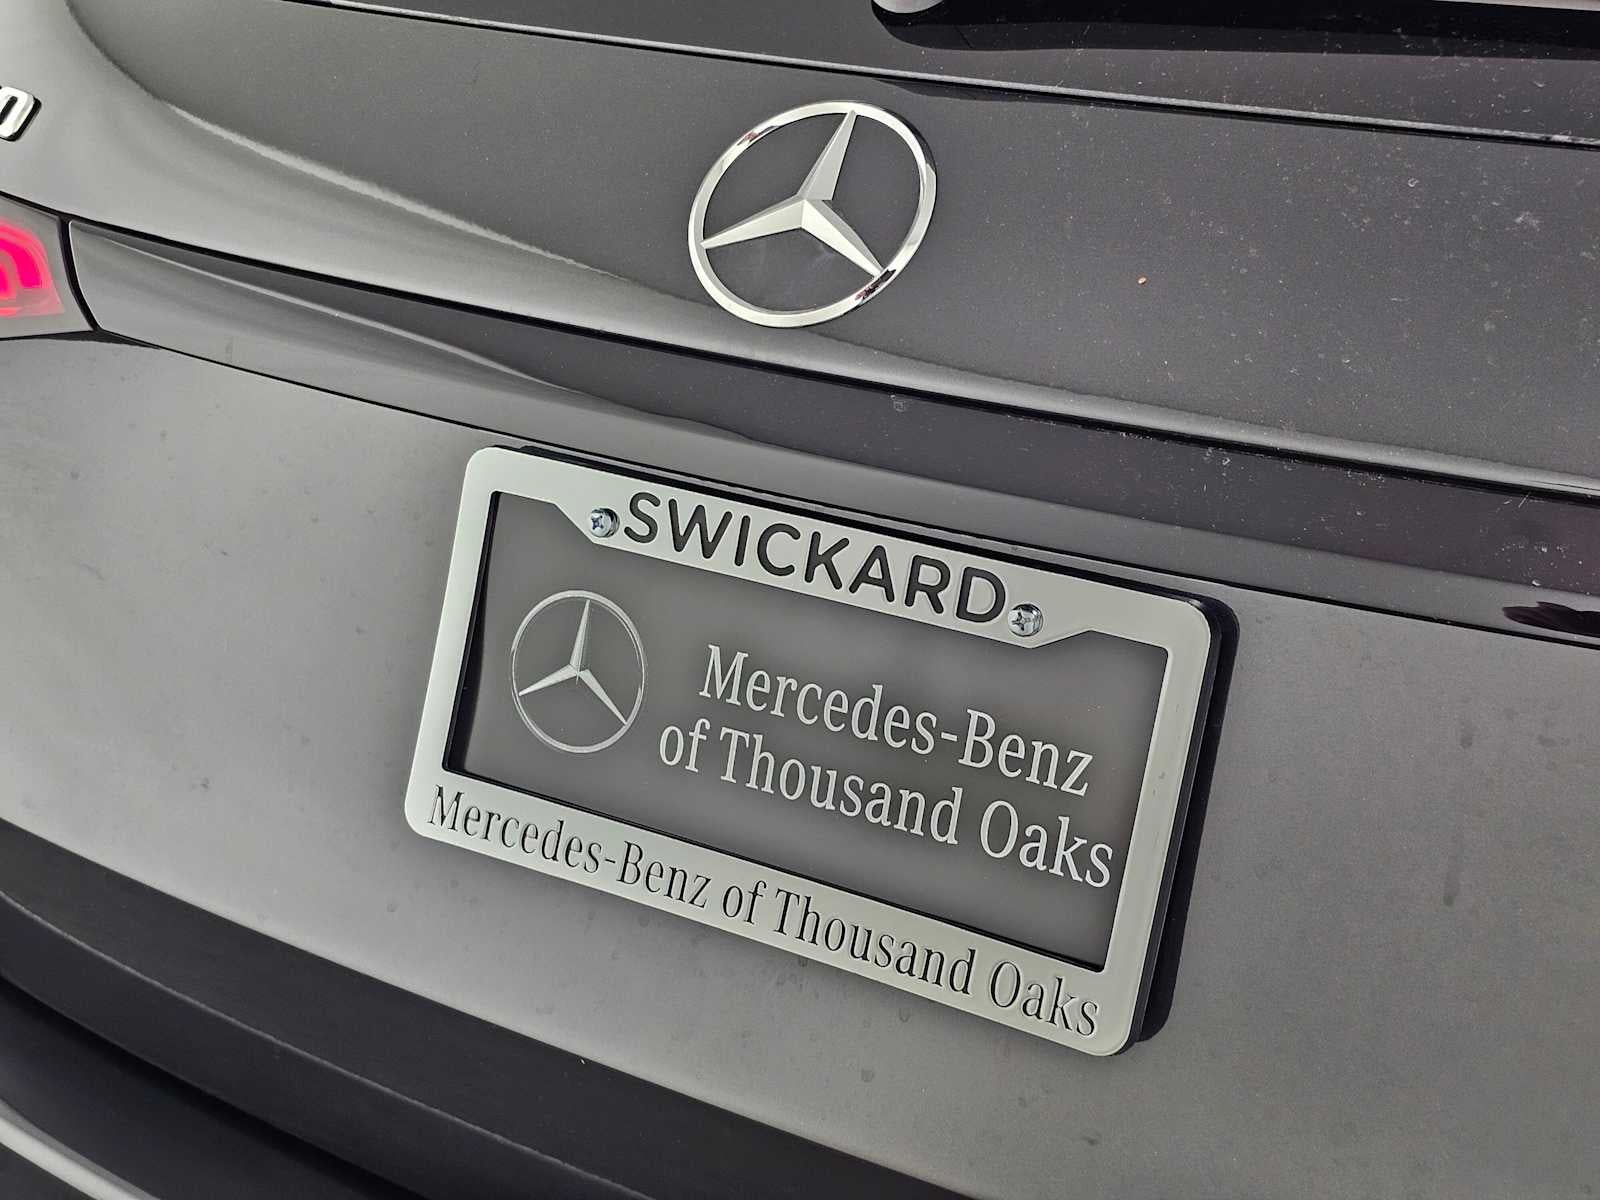 SWICKARD
Mercedes-Benz
of Thousand Oaks
Mercedes-Benz of Thousand Oaks